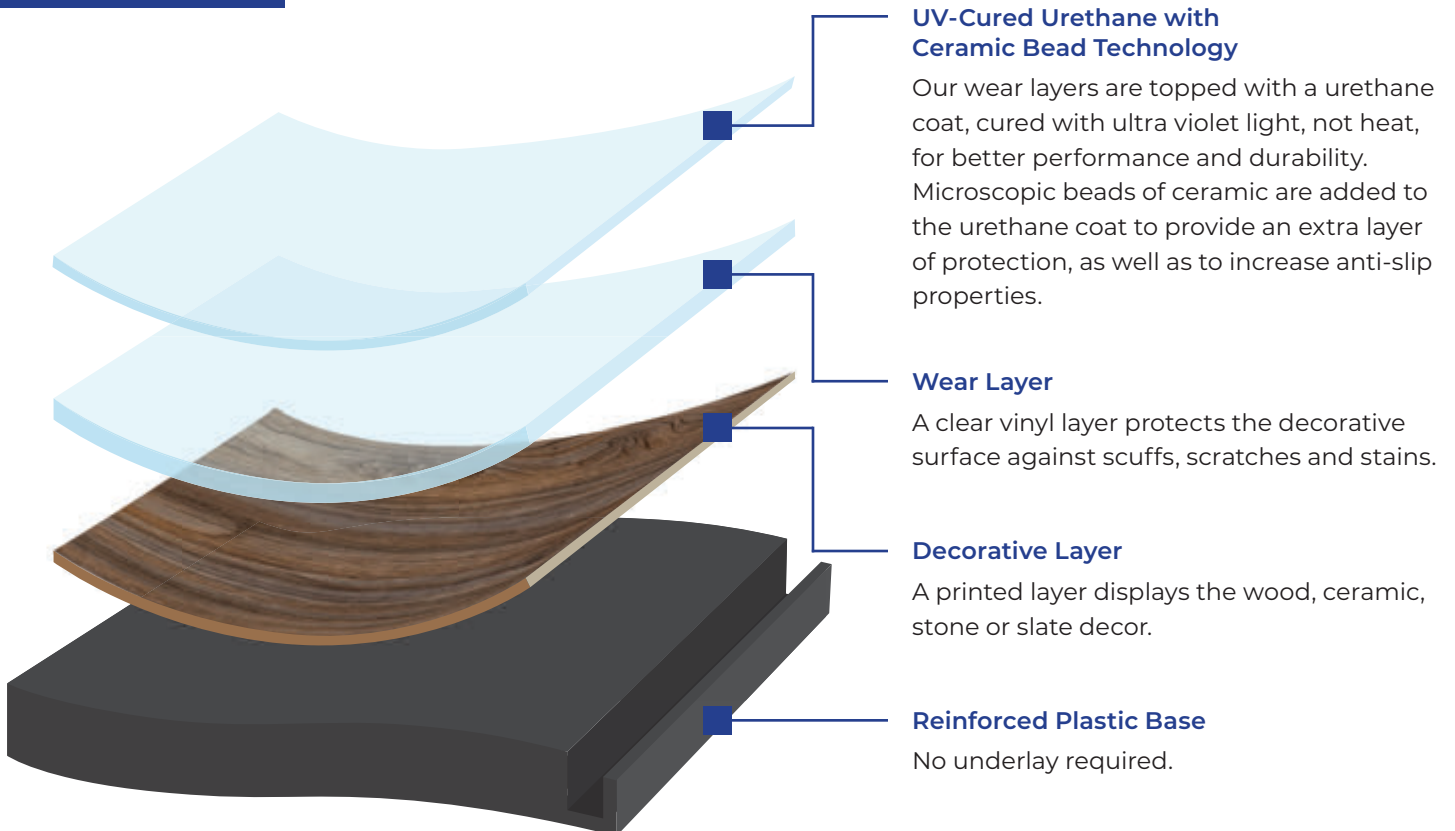 UV-Cured Urethane with
Ceramic Bead Technology
Our wear layers are topped with a urethane
coat, cured with ultra violet light, not heat,
for better performance and durability.
Microscopic beads of ceramic are added to
the urethane coat to provide an extra layer
of protection, as well as to increase anti-slip
properties.
Wear Layer
A clear vinyl layer protects the decorative
surface against scuffs, scratches and stains.
Decorative Layer
A printed layer displays the wood, ceramic,
stone or slate decor.
Reinforced Plastic Base
No underlay required.